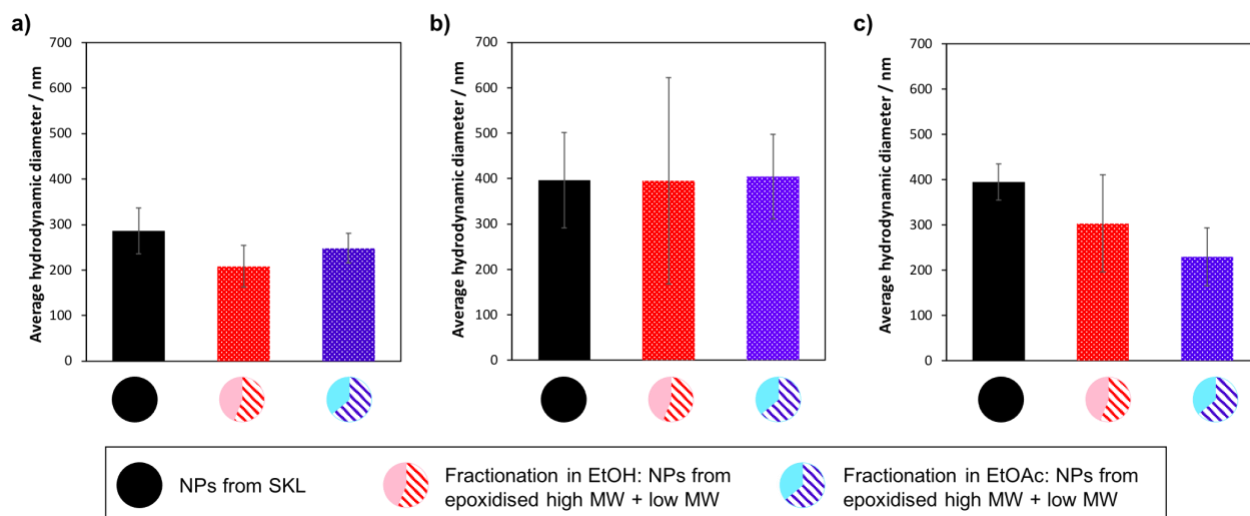 a)
Average hydrodynamic diameter / nm
700
600
500
400
300
200
100
0
b)
Average hydrodynamic diameter / nm
700
600
500
400
300
200
100
0
c)
Average hydrodynamic diameter / nm
700
600
500
400
300
200
100
0
NPs from SKL
Fractionation in EtOH: NPs from
epoxidised high MW + low MW
Fractionation in EtOAc: NPs from
epoxidised high MW + low MW